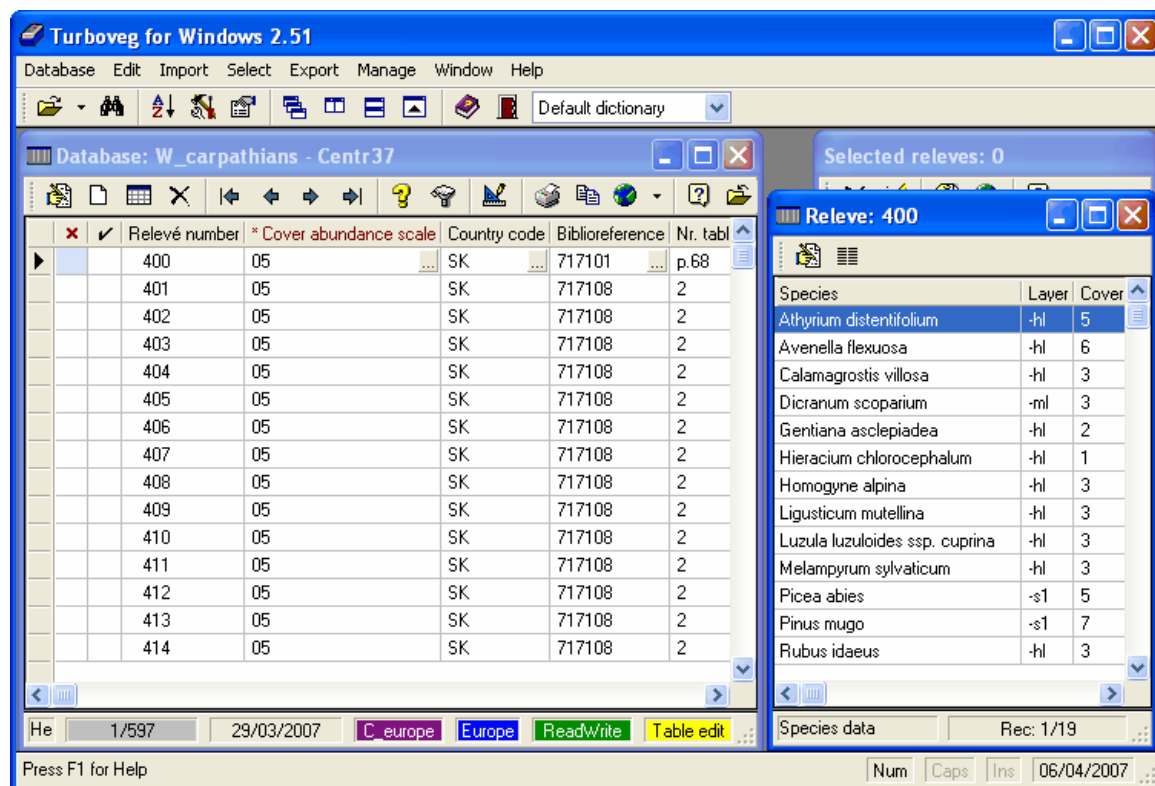 Turboveg for Windows 2.51
Database Edit Import Select Export Manage Window Help
Default dictionary
Database: W_carpathians - Centr37
Relevé number * Cover abundance scale Country code Biblioreference Nr. tabl
400 05 ... SK ... 717101 ... p.68
401 05 SK 717108 2
402 05 SK 717108 2
403 05 SK 717108 2
404 05 SK 717108 2
405 05 SK 717108 2
406 05 SK 717108 2
407 05 SK 717108 2
408 05 SK 717108 2
409 05 SK 717108 2
410 05 SK 717108 2
411 05 SK 717108 2
412 05 SK 717108 2
413 05 SK 717108 2
414 05 SK 717108 2
He 1/597 29/03/2007 C_europe Europe ReadWrite Table edit
Selected releves: 0
Releve: 400
Species Layer Cover
Athyrium distentifolium -hl 5
Avenella flexuosa -hl 6
Calamagrostis villosa -hl 3
Dicranum scoparium -ml 3
Gentiana asclepiadea -hl 2
Hieracium chlorocephalum -hl 1
Homogyne alpina -hl 3
Ligusticum mutellina -hl 3
Luzula luzuloides ssp. cuprina -hl 3
Melampyrum sylvaticum -hl 3
Picea abies -s1 5
Pinus mugo -s1 7
Rubus idaeus -hl 3
Species data Rec: 1/19
Press F1 for Help Num Caps Ins 06/04/2007